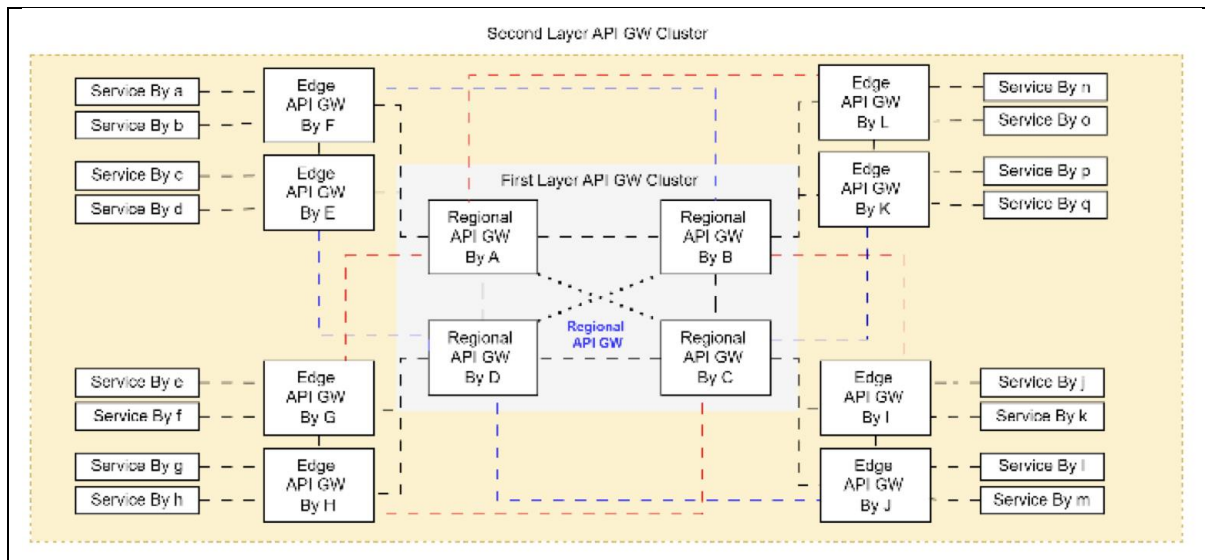 Second Layer API GW Cluster
Service By a
Service By b
Edge
API GW
By F
Service By c
Service By d
Edge
API GW
By E
Edge
API GW
By L
Service By n
Service By o
Edge
API GW
By K
Service By p
Service By q
First Layer API GW Cluster
Regional
API GW
By A
Regional
API GW
By B
Regional
API GW
By D
Regional
API GW
Regional
API GW
By C
Service By e
Service By f
Edge
API GW
By G
Service By g
Service By h
Edge
API GW
By H
Edge
API GW
By I
Service By j
Service By k
Edge
API GW
By J
Service By l
Service By m